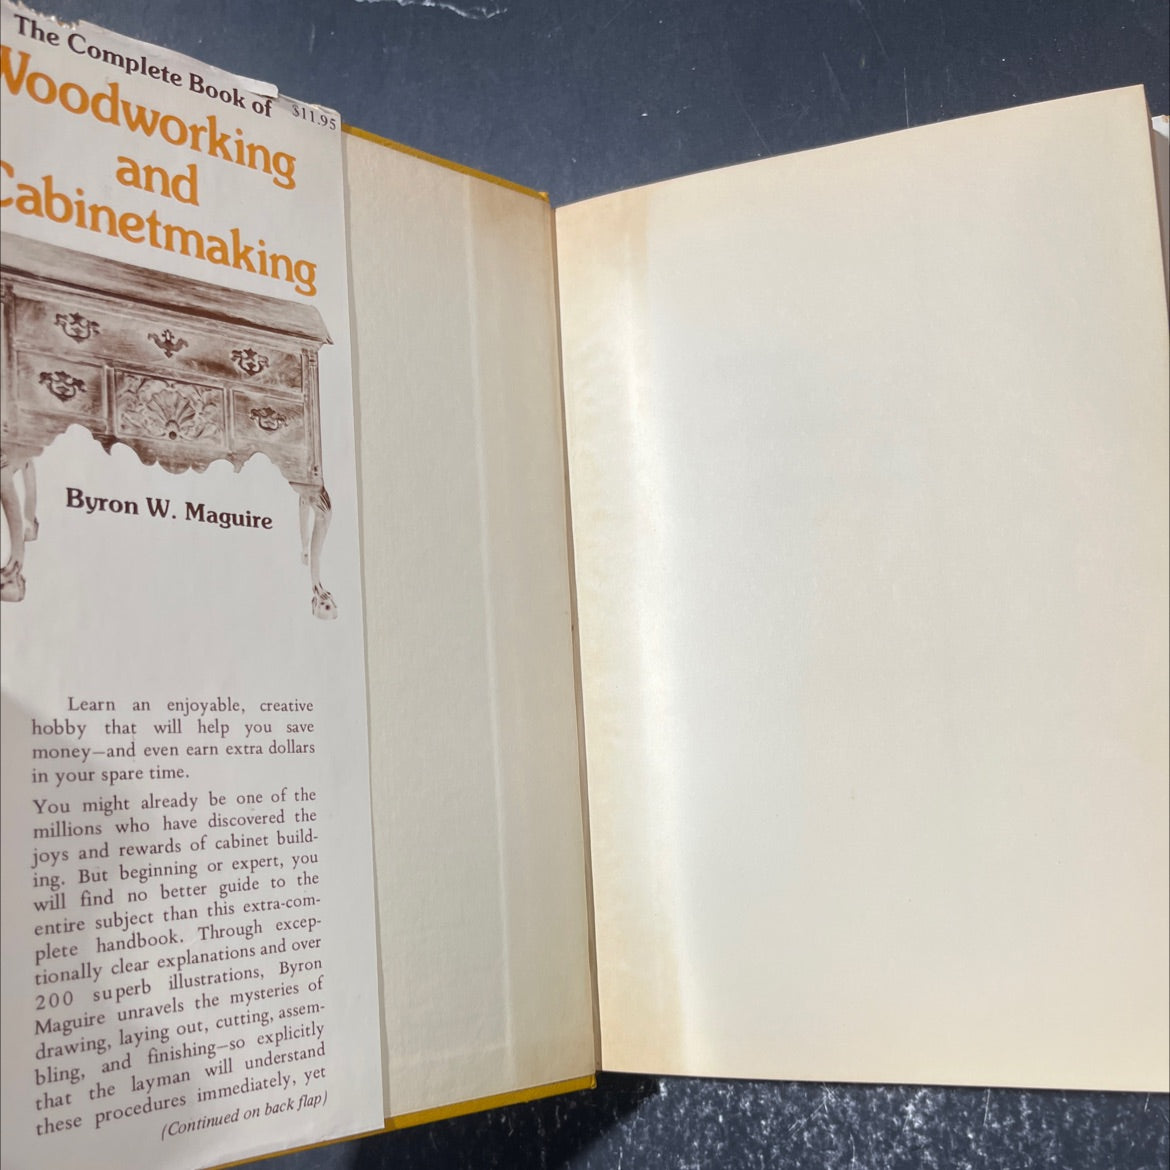 The Complete Book of
$11.95
Woodworking
and
Cabinetmaking
Byron W. Maguire
Learn an enjoyable, creative
hobby that will help you save
money—and even earn extra dollars
in your spare time.
You might already be one of the
millions who have discovered the
joys and rewards of cabinet build-
ing. But beginning or expert, you
will find no better guide to the
entire subject than this extra-com-
plete handbook. Through excep-
tionally clear explanations and over
200 superb illustrations, Byron
Maguire unravels the mysteries of
drawing, laying out, cutting, assem-
bling, and finishing—so explicitly
that the layman will understand
these procedures immediately, yet
(Continued on back flap)